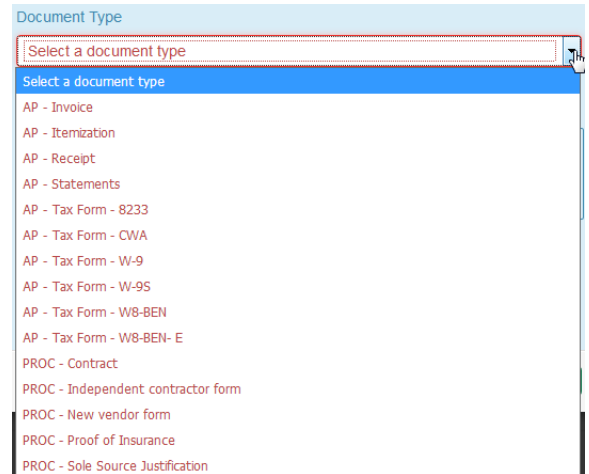 Document Type
Select a document type
Select a document type
AP - Invoice
AP - Itemization
AP - Receipt
AP - Statements
AP - Tax Form - 8233
AP - Tax Form - CWA
AP - Tax Form - W-9
AP - Tax Form - W-9S
AP - Tax Form - W8-BEN
AP - Tax Form - W8-BEN- E
PROC - Contract
PROC - Independent contractor form
PROC - New vendor form
PROC - Proof of Insurance
PROC - Sole Source Justification